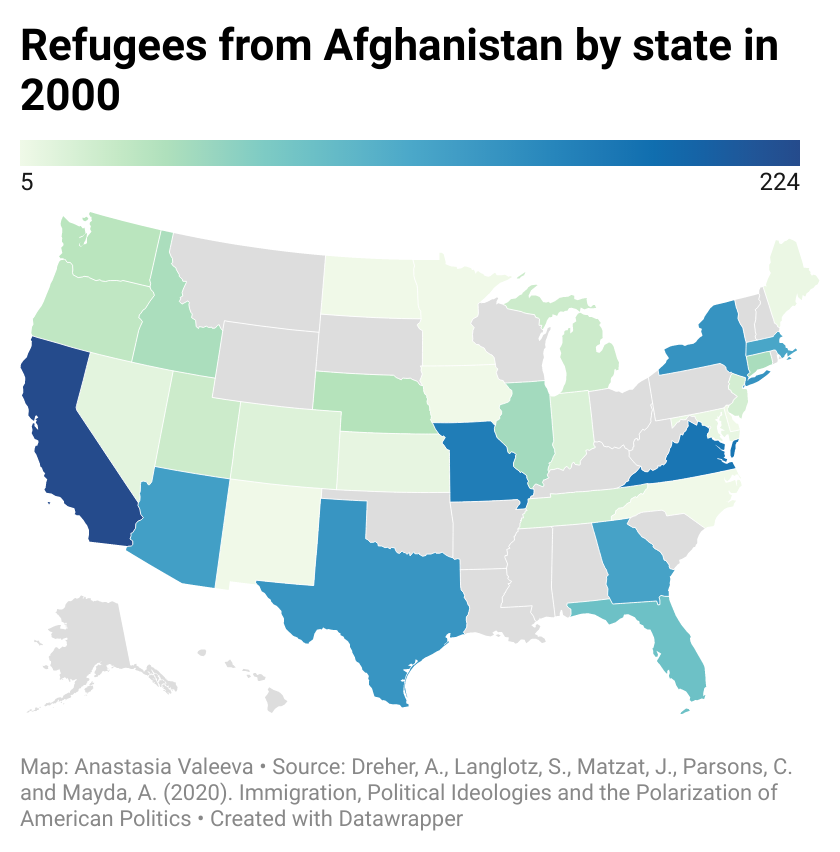 Refugees from Afghanistan by state in
2000
5
224
Map: Anastasia Valeeva • Source: Dreher, A., Langlotz, S., Matzat, J., Parsons, C.
and Mayda, A. (2020). Immigration, Political Ideologies and the Polarization of
American Politics • Created with Datawrapper